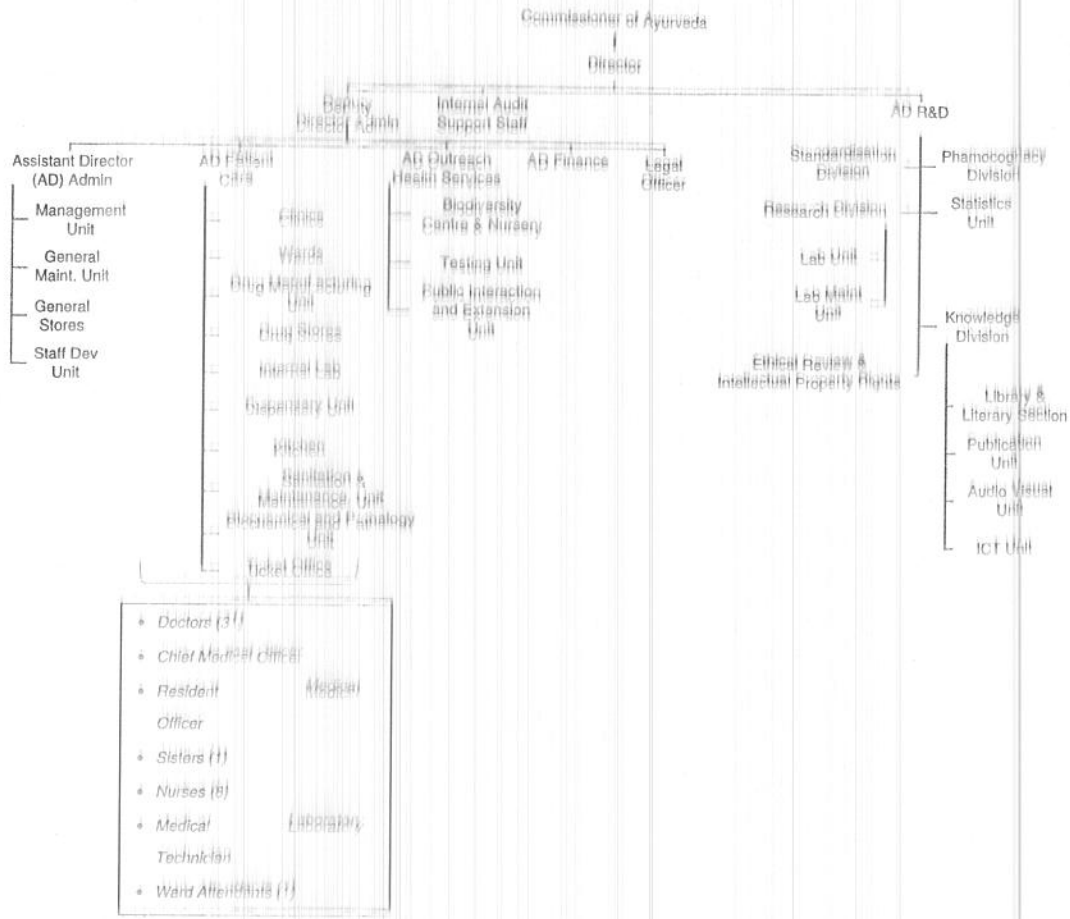 Commissioner of Ayurveda
Director
Deputy
Director Admin
Internal Audit
Support Staff
AD R&D
Assistant Director
(AD) Admin
Management
Unit
General
Maint. Unit
General
Stores
Staff Dev
Unit
AD Patient
Clinics
Wards
Drug Manufacturing
Unit
Drug Stores
Internal Lab
Dispensary Unit
Kitchen
Sanitation &
Maintanance Unit
Biochemical and Pathalogy
Unit
Ticket Office
AD Outreach
Health Services
Biodiversity
Centre & Nursery
Testing Unit
Public Interaction
and Extension
Unit
AD Finance
Legal
Officer
Standardisation
Division
Research Division
Lab Unit
Lab Maint
Unit
Ethical Review &
Intellectual Property Rights
Phamocognacy
Division
Statistics
Unit
Knowledge
Division
Library &
Literary Section
Publication
Unit
Audio Visual
Unit
ICT Unit
• Doctors (31)
• Chief Medical Officer
• Resident Medical
Officer
• Sisters (1)
• Nurses (8)
• Medical Laboratary
Technician
• Ward Attendants